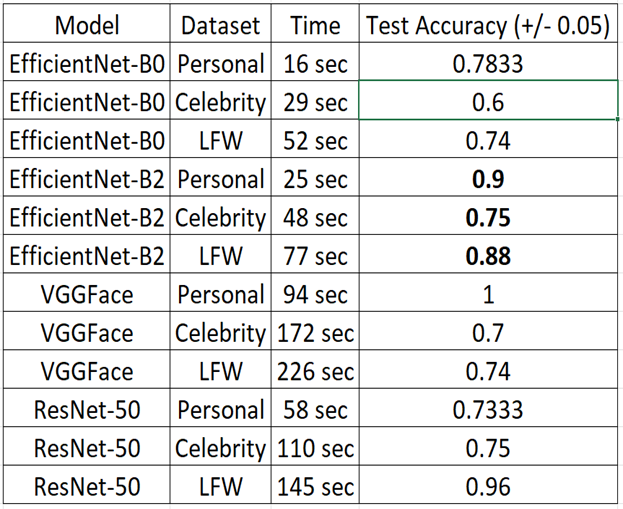 Model Dataset Time Test Accuracy (+/- 0.05)
EfficientNet-B0 Personal 16 sec 0.7833
EfficientNet-B0 Celebrity 29 sec 0.6
EfficientNet-B0 LFW 52 sec 0.74
EfficientNet-B2 Personal 25 sec 0.9
EfficientNet-B2 Celebrity 48 sec 0.75
EfficientNet-B2 LFW 77 sec 0.88
VGGFace Personal 94 sec 1
VGGFace Celebrity 172 sec 0.7
VGGFace LFW 226 sec 0.74
ResNet-50 Personal 58 sec 0.7333
ResNet-50 Celebrity 110 sec 0.75
ResNet-50 LFW 145 sec 0.96